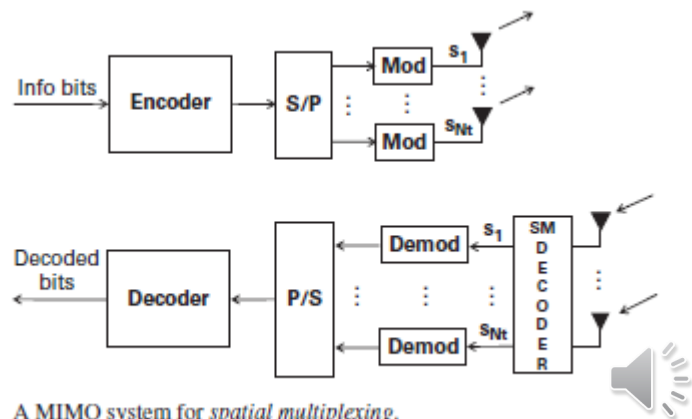 Info bits
Encoder
S/P
Mod
s1
Mod
sNt
Decoded
bits
Decoder
P/S
Demod
s1
Demod
sNt
SM
D
E
C
O
D
E
R
A MIMO system for spatial multiplexing.